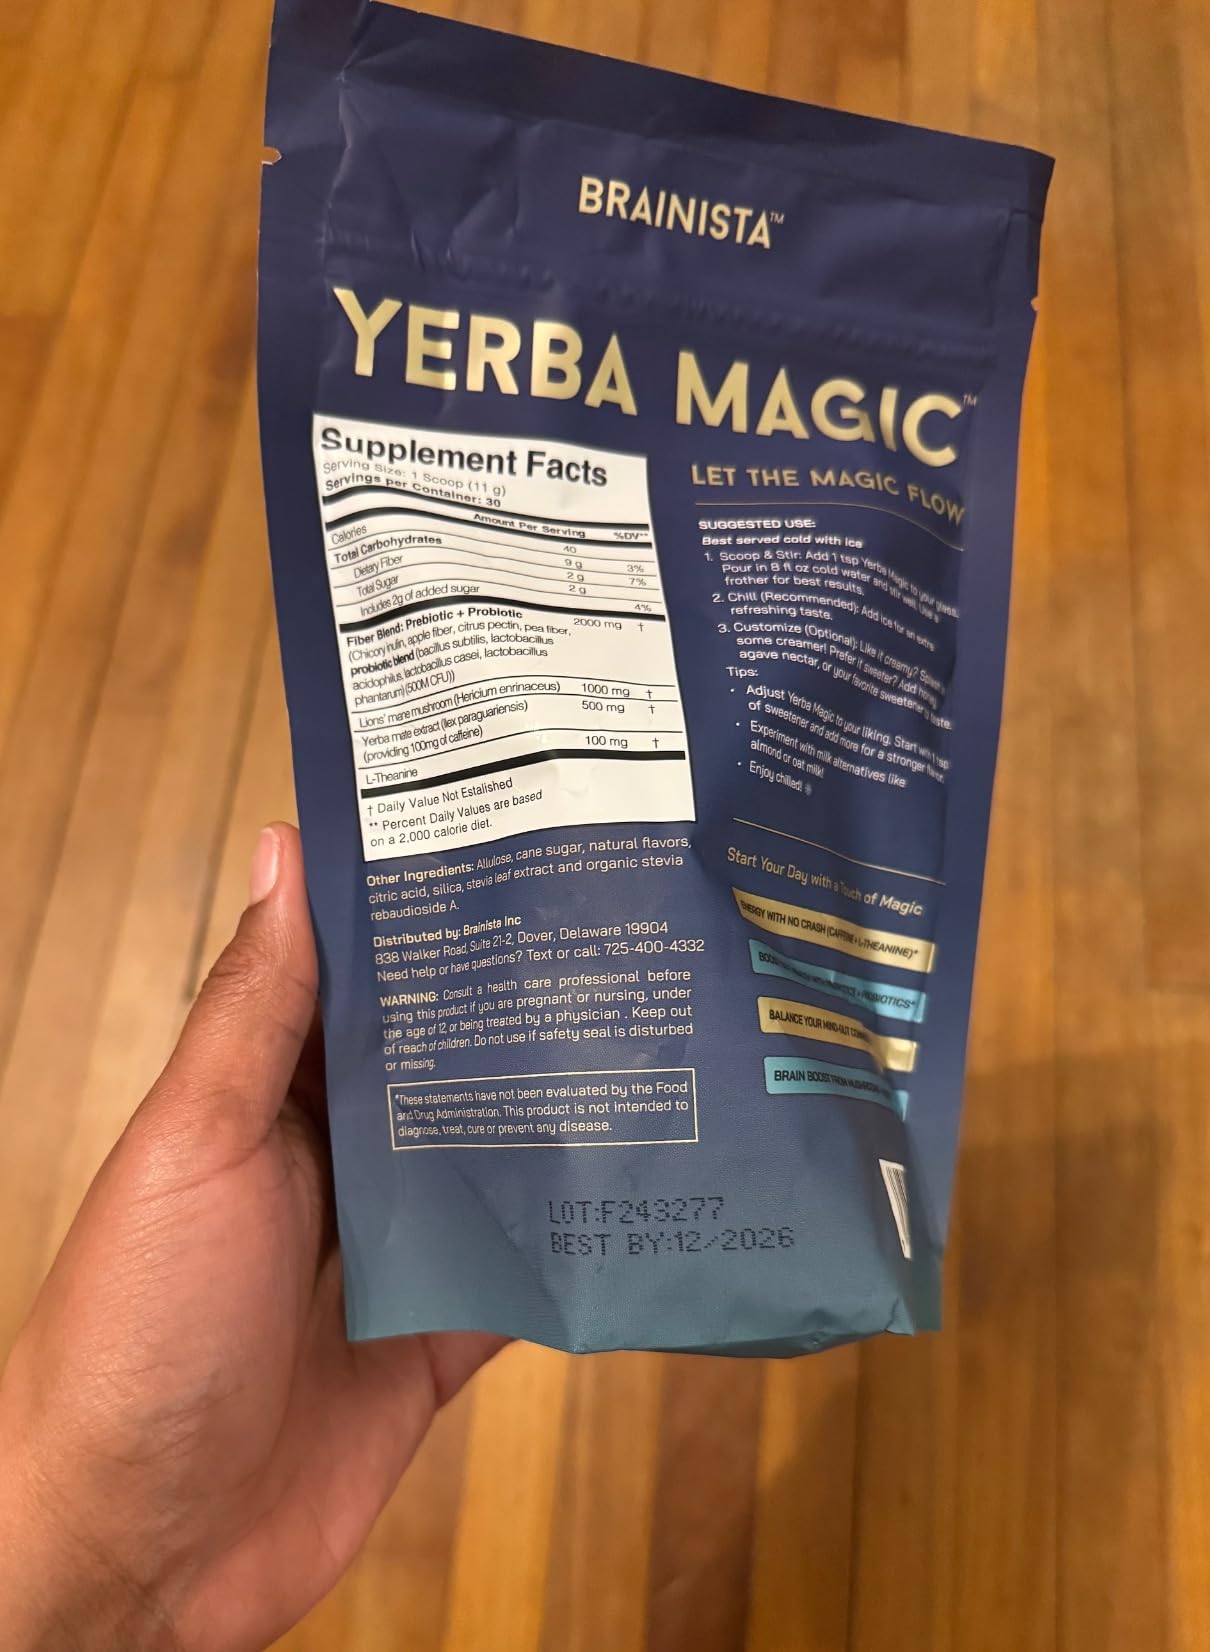 BRAINISTA™
YERBA MAGIC™
Supplement Facts
Serving Size: 1 Scoop (11 g)
Servings per Container: 30
Amount Per Serving %DV**
Calories 40
Total Carbohydrates 9 g 3%
Dietary Fiber 2 g 7%
Total Sugar 2 g
Includes 2g of added sugar 4%
Fiber Blend: Prebiotic + Probiotic 2000 mg †
(Chicory inulin, apple fiber, citrus pectin, pea fiber,
probiotic blend (bacillus subtilis, lactobacillus
acidophilus, lactobacillus casei, lactobacillus
phantarum) (500M CFU))
Lions' mane mushroom (Hericium enrinaceus) 1000 mg †
Yerba mate extract (Ilex paraguariensis) 500 mg †
(providing 100mg of caffeine)
L-Theanine 100 mg †
† Daily Value Not Estalished
** Percent Daily Values are based
on a 2,000 calorie diet.
Other Ingredients: Allulose, cane sugar, natural flavors,
citric acid, silica, stevia leaf extract and organic stevia
rebaudioside A.
Distributed by: Brainista Inc
838 Walker Road, Suite 21-2, Dover, Delaware 19904
Need help or have questions? Text or call: 725-400-4332
WARNING: Consult a health care professional before
using this product if you are pregnant or nursing, under
the age of 12, or being treated by a physician . Keep out
of reach of children. Do not use if safety seal is disturbed
or missing.
*These statements have not been evaluated by the Food
and Drug Administration. This product is not intended to
diagnose, treat, cure or prevent any disease.
LET THE MAGIC FLOW
SUGGESTED USE:
Best served cold with ice
1. Scoop & Stir: Add 1 tsp Yerba Magic to your glass.
Pour in 8 fl oz cold water and stir well. Use a
frother for best results.
2. Chill (Recommended): Add ice for an extra
refreshing taste.
3. Customize (Optional): Like it creamy? Splash in
some creamer! Prefer it sweeter? Add honey,
agave nectar, or your favorite sweetener to taste.
Tips:
• Adjust Yerba Magic to your liking. Start with 1 tsp
of sweetener and add more for a stronger flavor.
• Experiment with milk alternatives like
almond or oat milk!
• Enjoy chilled!
Start Your Day with a Touch of Magic
ENERGY WITH NO CRASH (CAFFEINE + L-THEANINE)*
PROBIOTICS*
BALANCE YOUR MIND-GUT
BRAIN BOOST FROM
LOT:F243277
BEST BY:12/2026